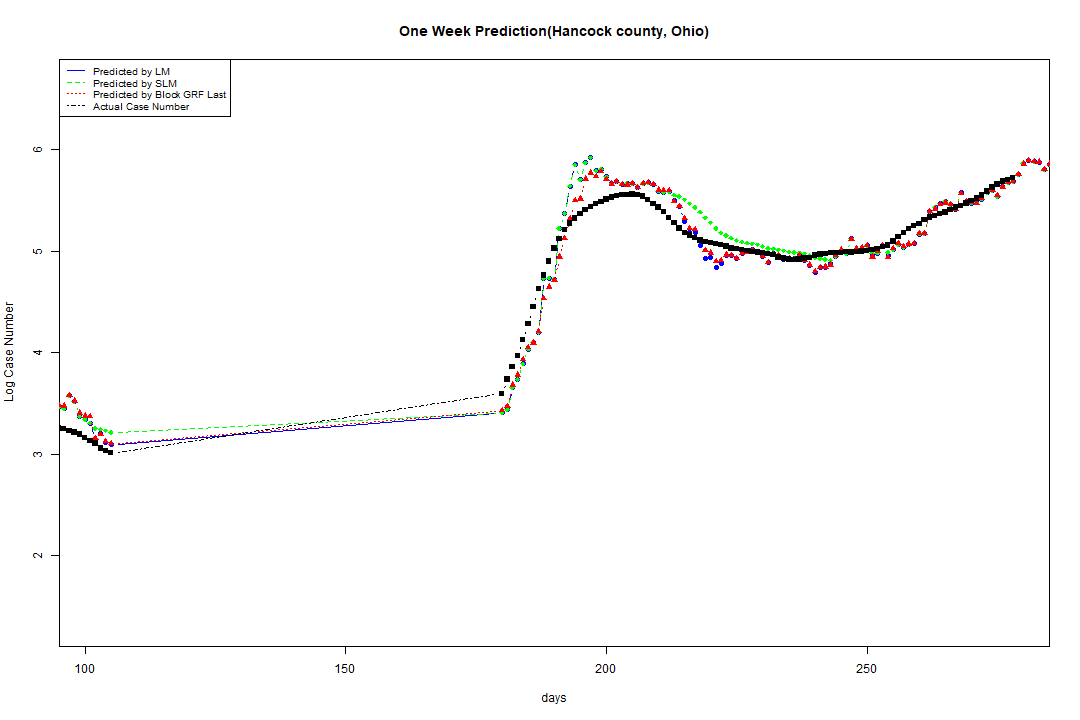 One Week Prediction(Hancock county, Ohio)
Predicted by LM
Predicted by SLM
Predicted by Block GRF Last
Actual Case Number
6
5
4
3
2
Log Case Number
100 150 200 250
days